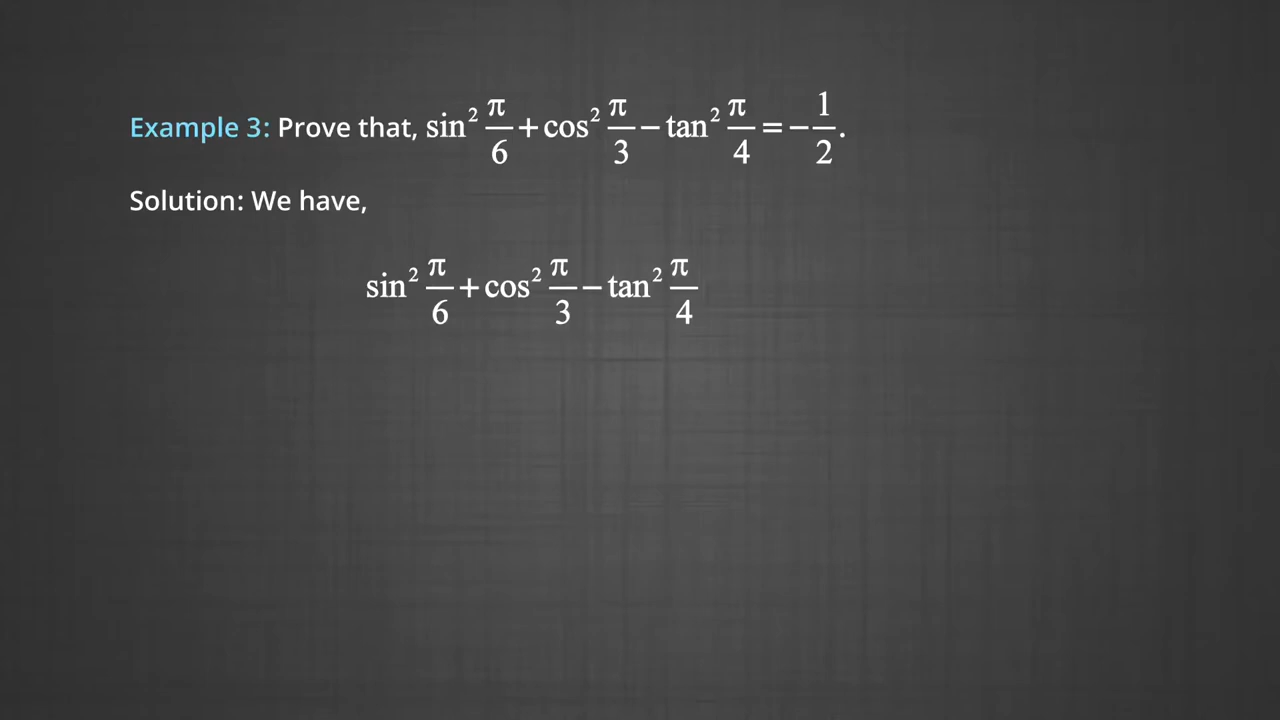 Example 3: Prove that, sin² π/6 + cos² π/3 − tan² π/4 = −1/2.
Solution: We have,
sin² π/6 + cos² π/3 − tan² π/4